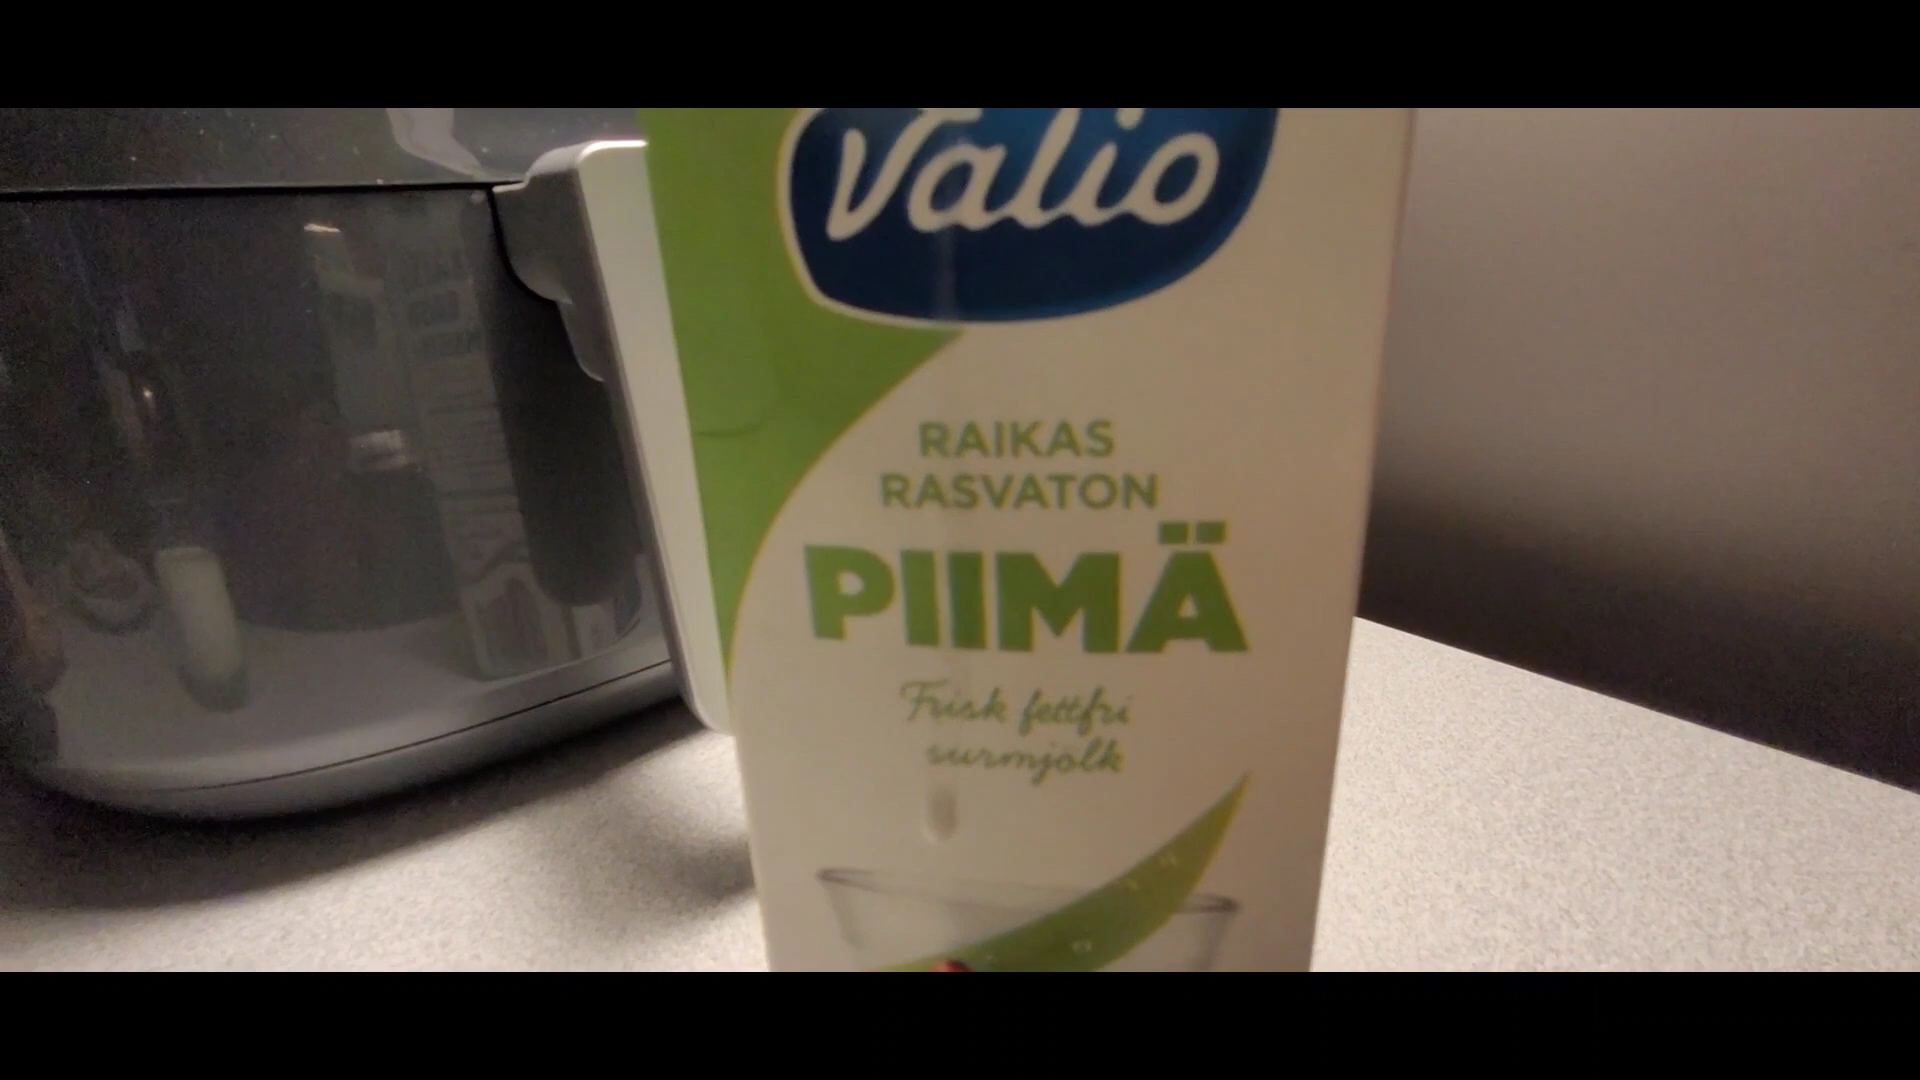 Valio
RAIKAS
RASVATON
PIIMÄ
Frisk fettfri
surmjölk